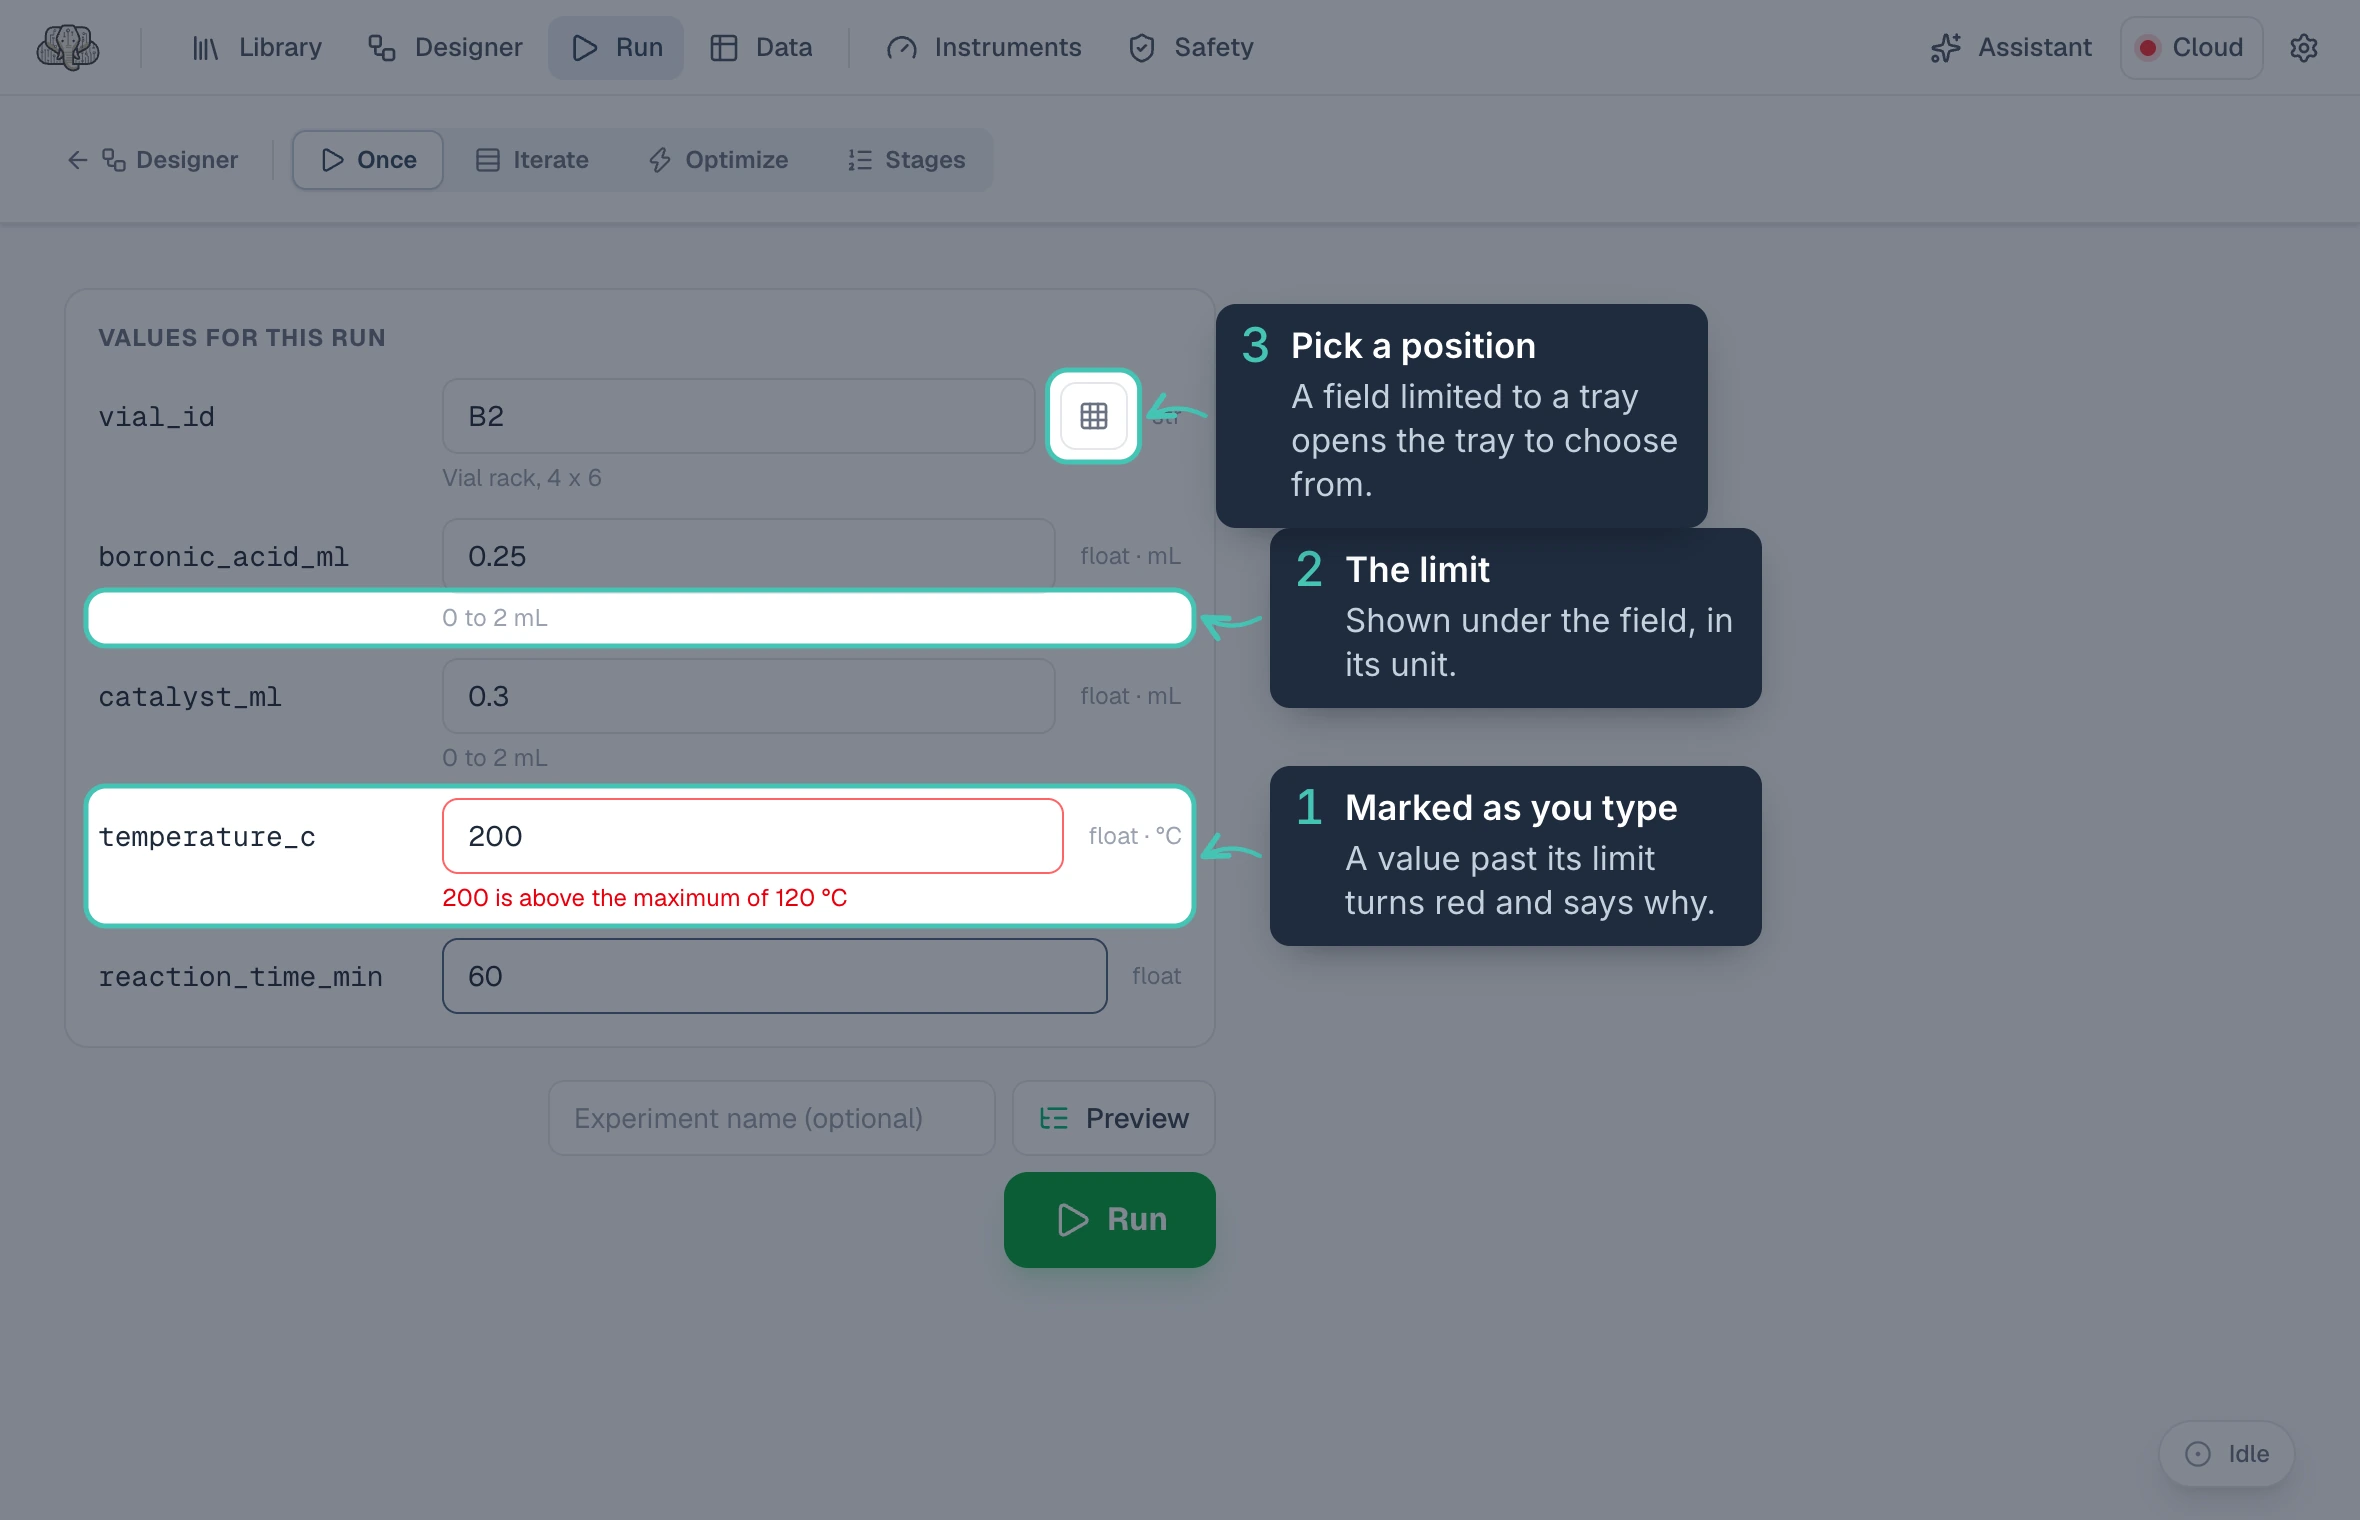 Library
Designer
Run
Data
Instruments
Safety
Assistant
Cloud
Designer
Once
Iterate
Optimize
Stages
VALUES FOR THIS RUN
vial_id
B2
str
Vial rack, 4 x 6
boronic_acid_ml
0.25
float · mL
0 to 2 mL
catalyst_ml
0.3
float · mL
0 to 2 mL
temperature_c
200
float · °C
200 is above the maximum of 120 °C
reaction_time_min
60
float
3 Pick a position
A field limited to a tray
opens the tray to choose
from.
2 The limit
Shown under the field, in
its unit.
1 Marked as you type
A value past its limit
turns red and says why.
Experiment name (optional)
Preview
Run
Idle